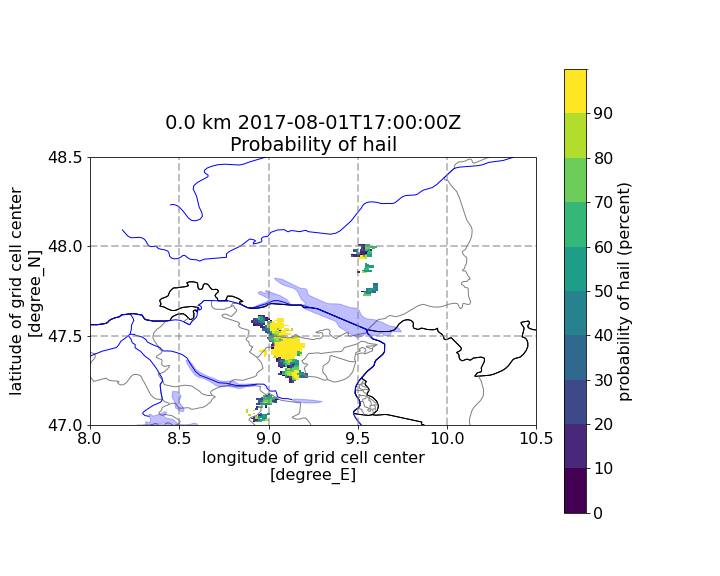 0.0 km 2017-08-01T17:00:00Z
Probability of hail
48.5
48.0
47.5
47.0
latitude of grid cell center
[degree_N]
8.0 8.5 9.0 9.5 10.0 10.5
longitude of grid cell center
[degree_E]
90
80
70
60
50
40
30
20
10
0
probability of hail (percent)